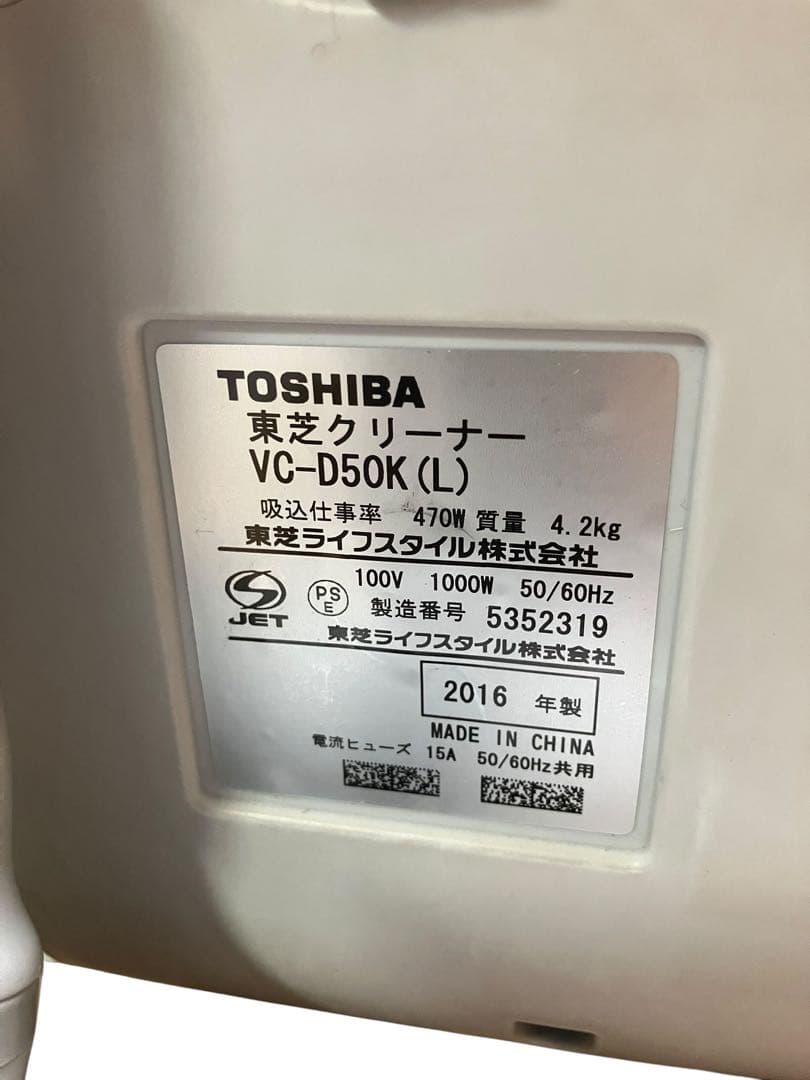 TOSHIBA
東芝クリーナー
VC-D50K(L)
吸込仕事率 470W 質量 4.2kg
東芝ライフスタイル株式会社
JET PS E 100V 1000W 50/60Hz
製造番号 5352319
東芝ライフスタイル株式会社
2016 年製
MADE IN CHINA
電流ヒューズ 15A 50/60Hz共用